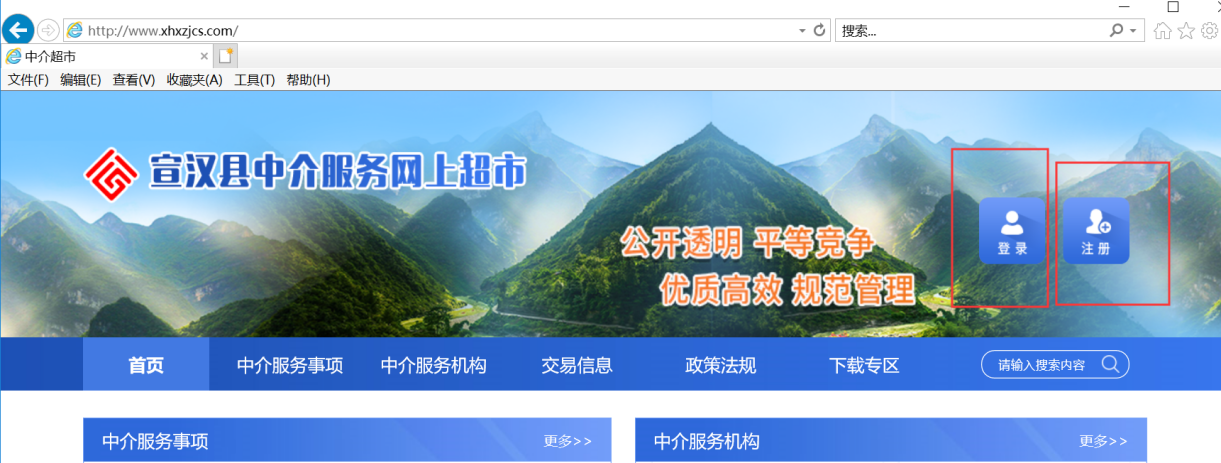 http://www.xhxzjcs.com/
搜索...
中介超市
文件(F) 编辑(E) 查看(V) 收藏夹(A) 工具(T) 帮助(H)
宣汉县中介服务网上超市
公开透明 平等竞争
优质高效 规范管理
登录
注册
首页 中介服务事项 中介服务机构 交易信息 政策法规 下载专区 请输入搜索内容
中介服务事项 更多>>
中介服务机构 更多>>